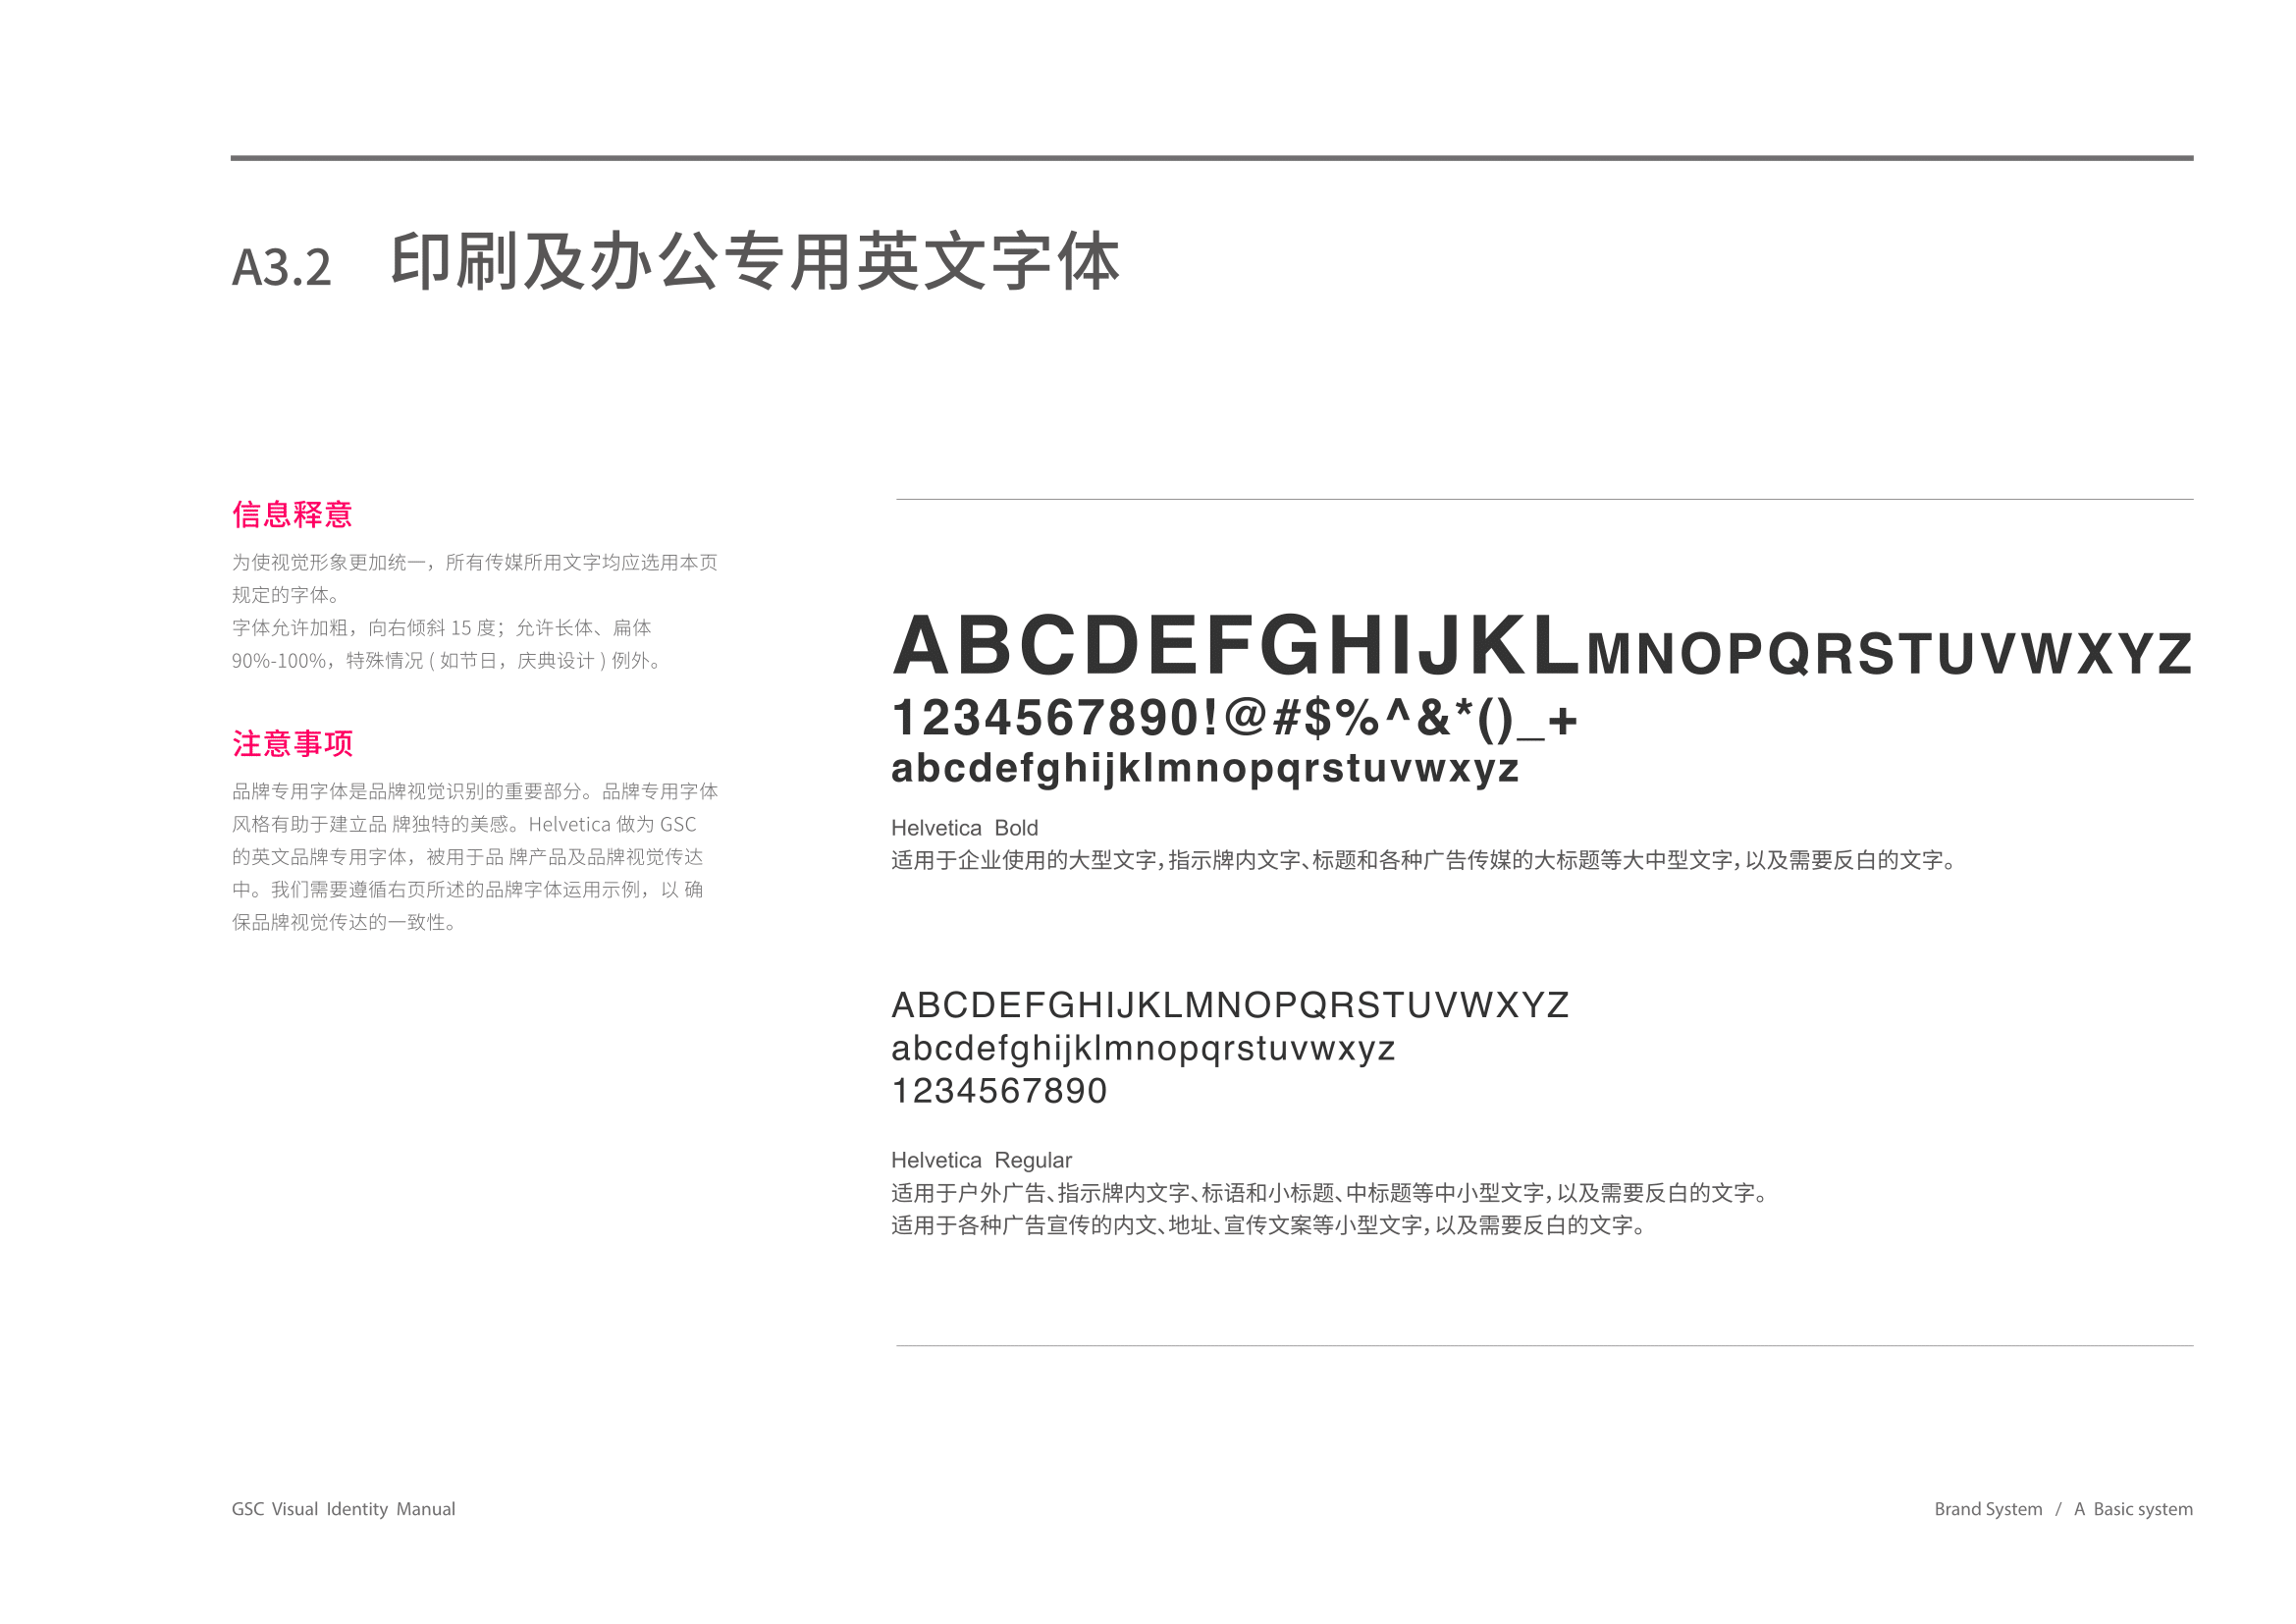 A3.2 印刷及办公专用英文字体
信息释意
为使视觉形象更加统一，所有传媒所用文字均应选用本页
规定的字体。
字体允许加粗，向右倾斜 15 度；允许长体、扁体
90%-100%，特殊情况 ( 如节日，庆典设计 ) 例外。
注意事项
品牌专用字体是品牌视觉识别的重要部分。品牌专用字体
风格有助于建立品 牌独特的美感。Helvetica 做为 GSC
的英文品牌专用字体，被用于品 牌产品及品牌视觉传达
中。我们需要遵循右页所述的品牌字体运用示例，以 确
保品牌视觉传达的一致性。
ABCDEFGHIJKLMNOPQRSTUVWXYZ
1234567890!@#$%^&*()_+
abcdefghijklmnopqrstuvwxyz
Helvetica Bold
适用于企业使用的大型文字，指示牌内文字、标题和各种广告传媒的大标题等大中型文字，以及需要反白的文字。
ABCDEFGHIJKLMNOPQRSTUVWXYZ
abcdefghijklmnopqrstuvwxyz
1234567890
Helvetica Regular
适用于户外广告、指示牌内文字、标语和小标题、中标题等中小型文字，以及需要反白的文字。
适用于各种广告宣传的内文、地址、宣传文案等小型文字，以及需要反白的文字。
GSC Visual Identity Manual
Brand System / A Basic system